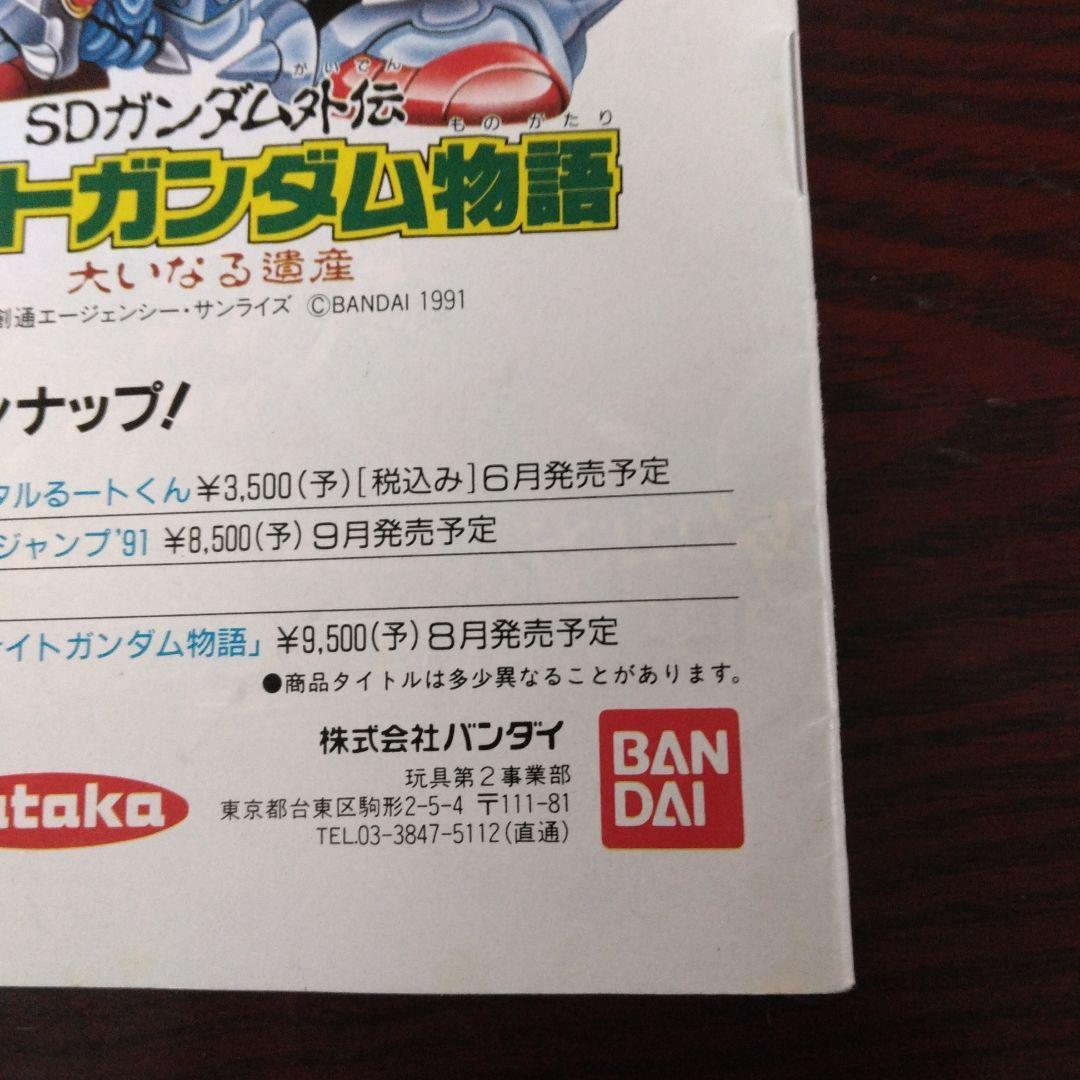 がいでん
SDガンダム外伝
ものがたり
トガンダム物語
大いなる遺産
創通エージェンシー・サンライズ ©BANDAI 1991
ンナップ!
タルるートくん ¥3,500(予)[税込み]6月発売予定
ジャンプ'91 ¥8,500(予) 9月発売予定
ナイトガンダム物語」 ¥9,500(予) 8月発売予定
●商品タイトルは多少異なることがあります。
株式会社バンダイ
玩具第2事業部
東京都台東区駒形2-5-4 〒111-81
TEL.03-3847-5112(直通)
BAN
DAI
utaka